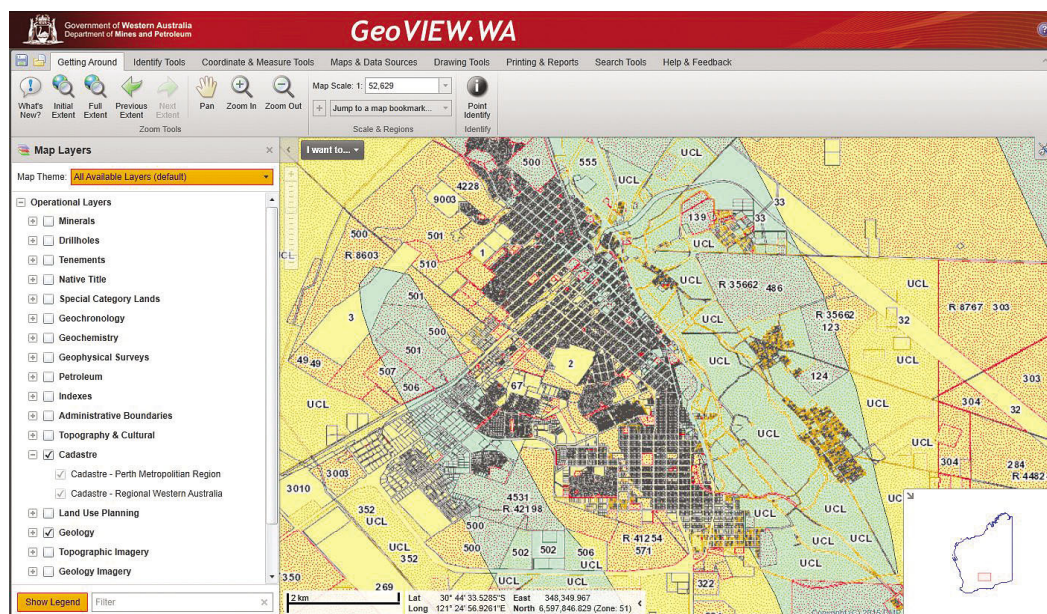 Government of Western Australia
Department of Mines and Petroleum
GeoVIEW.WA
Getting Around
Identify Tools
Coordinate & Measure Tools
Maps & Data Sources
Drawing Tools
Printing & Reports
Search Tools
Help & Feedback
What's New?
Initial Extent
Full Extent
Previous Extent
Next Extent
Pan
Zoom In
Zoom Out
Zoom Tools
Map Scale: 1: 52,629
Jump to a map bookmark...
Scale & Regions
Point Identify
Identify
Map Layers
Map Theme: All Available Layers (default)
Operational Layers
Minerals
Drillholes
Tenements
Native Title
Special Category Lands
Geochronology
Geochemistry
Geophysical Surveys
Petroleum
Indexes
Administrative Boundaries
Topography & Cultural
Cadastre
Cadastre - Perth Metropolitan Region
Cadastre - Regional Western Australia
Land Use Planning
Geology
Topographic Imagery
Geology Imagery
Show Legend
Filter
I want to...
500
555
UCL
4228
9003
33
139
33
500
501
1
UCL
UCL
R 8603
510
UCL
R 35662
486
UCL
501
R 8767
303
3
500
UCL
R 35662
32
123
501
49
49
507
2
UCL
506
67
124
303
UCL
304
32
UCL
UCL
UCL
3003
304
284
3010
4531
UCL
R 4482
R 42198
352
UCL
500
R 41254
UCL
352
500
502
502
506
571
UCL
350
269
UCL
UCL
322
2 km
Lat 30° 44' 33.5285"S East 348,349.967
Long 121° 24' 56.9261"E North 6,597,846.829 (Zone: 51)